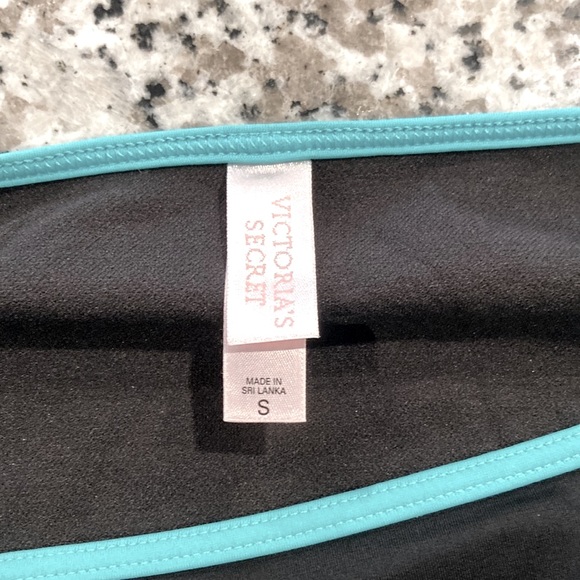 VICTORIA'S
SECRET
MADE IN
SRI LANKA
S